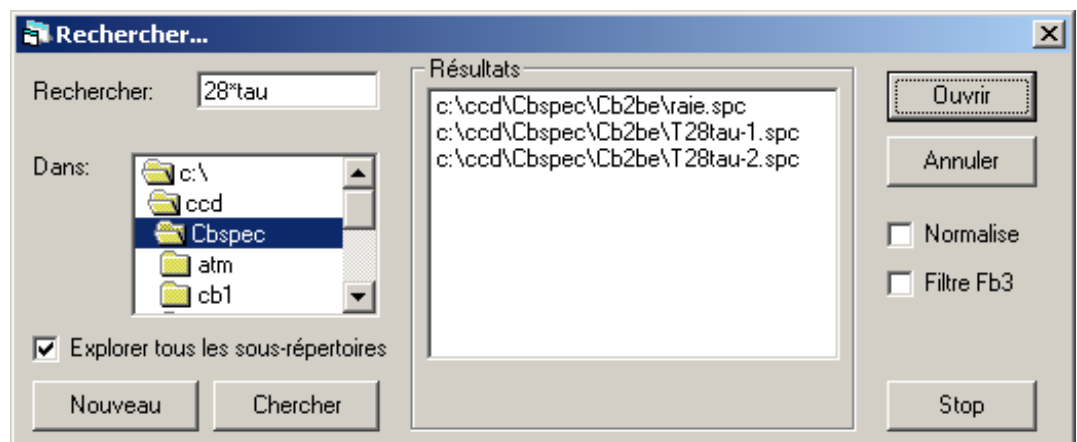 Rechercher...
Rechercher: 28*tau
Dans:
c:\
ccd
Cbspec
atm
cb1
Explorer tous les sous-répertoires
Nouveau Chercher
Résultats
c:\ccd\Cbspec\Cb2be\raie.spc
c:\ccd\Cbspec\Cb2be\T28tau-1.spc
c:\ccd\Cbspec\Cb2be\T28tau-2.spc
Ouvrir
Annuler
Normalise
Filtre Fb3
Stop